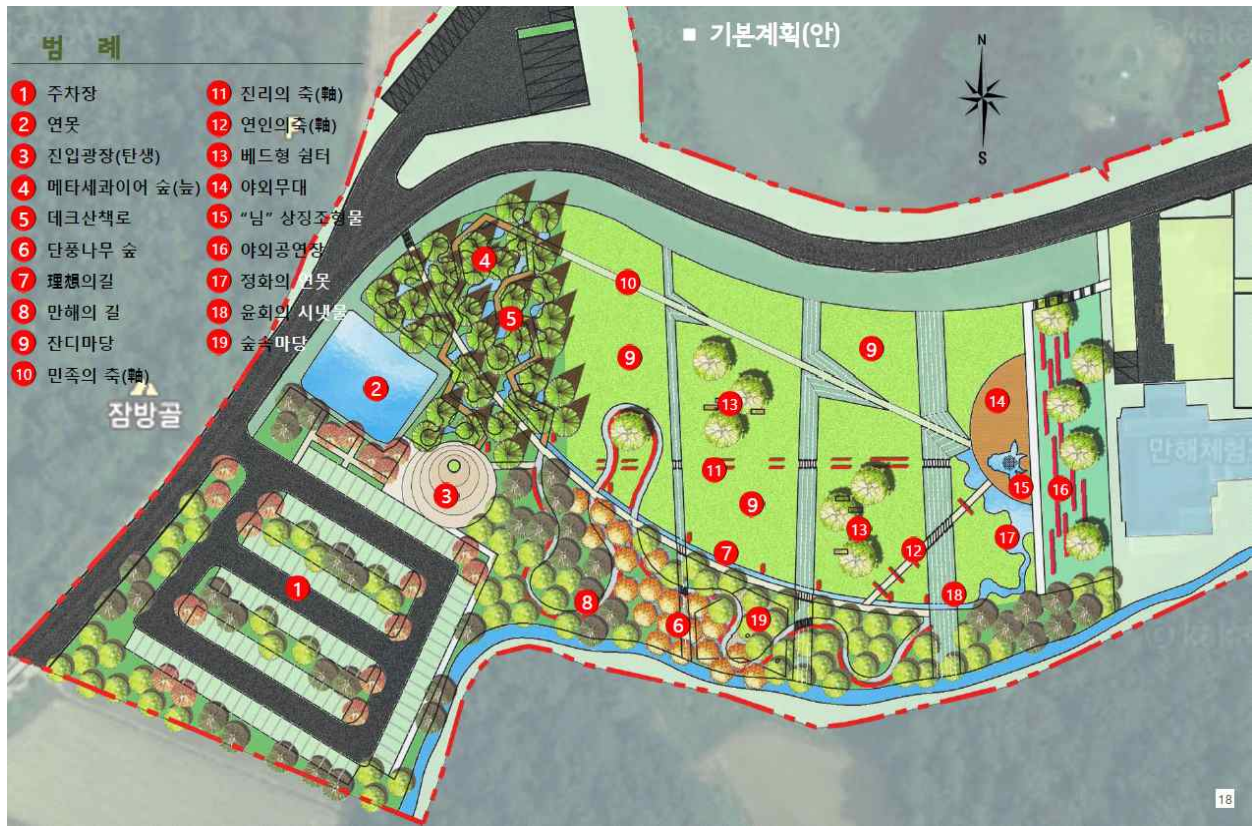 범 례
■ 기본계획(안)
1 주차장
2 연못
3 진입광장(탄생)
4 메타세콰이어 숲(늪)
5 데크산책로
6 단풍나무 숲
7 理想의길
8 만해의 길
9 잔디마당
10 민족의 축(軸)
11 진리의 축(軸)
12 연인의 축(軸)
13 베드형 쉼터
14 야외무대
15 “님” 상징조형물
16 야외공연장
17 정화의 연못
18 윤회의 시냇물
19 숲속마당
N
S
잠방골
만해체험
4
5
10
9
9
2
13
14
11
15
16
3
9
13
17
7
12
1
8
6
19
18
18